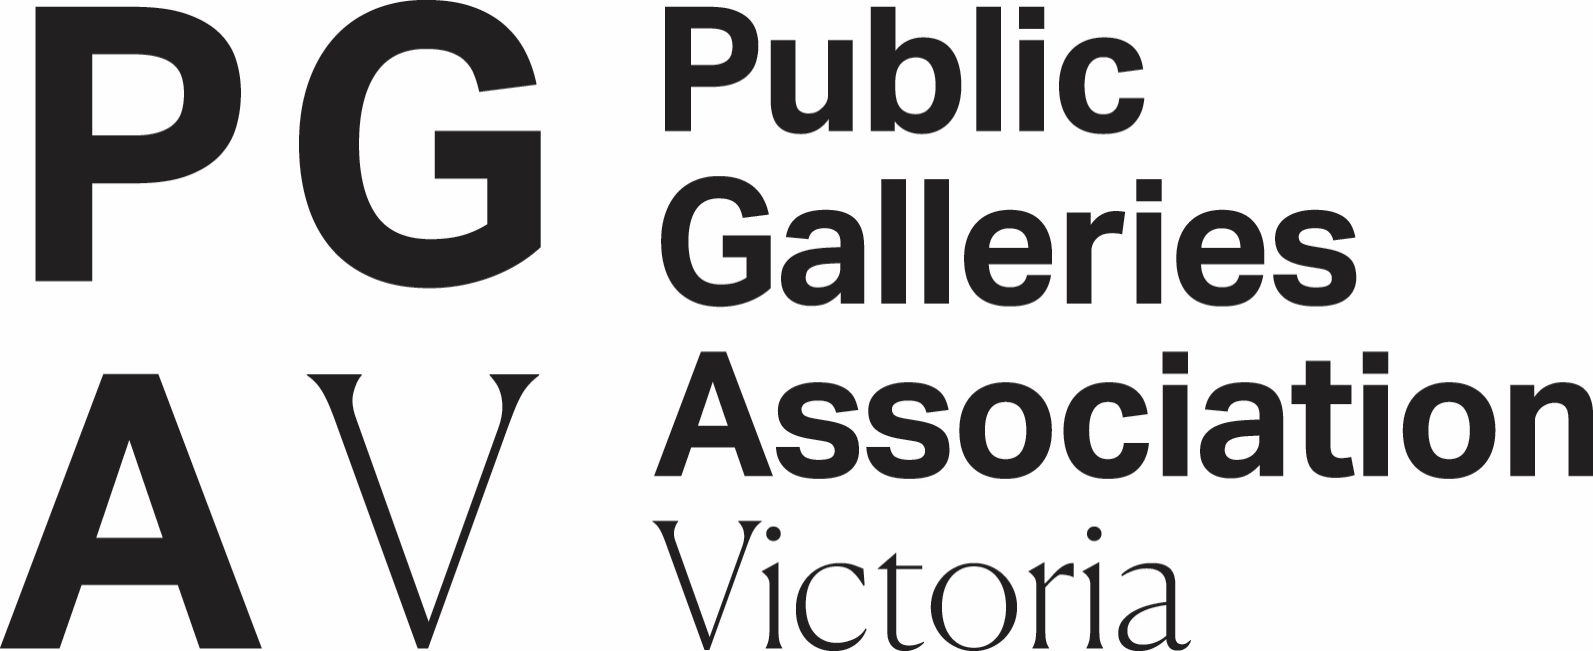 PG
AV
Public
Galleries
Association
Victoria